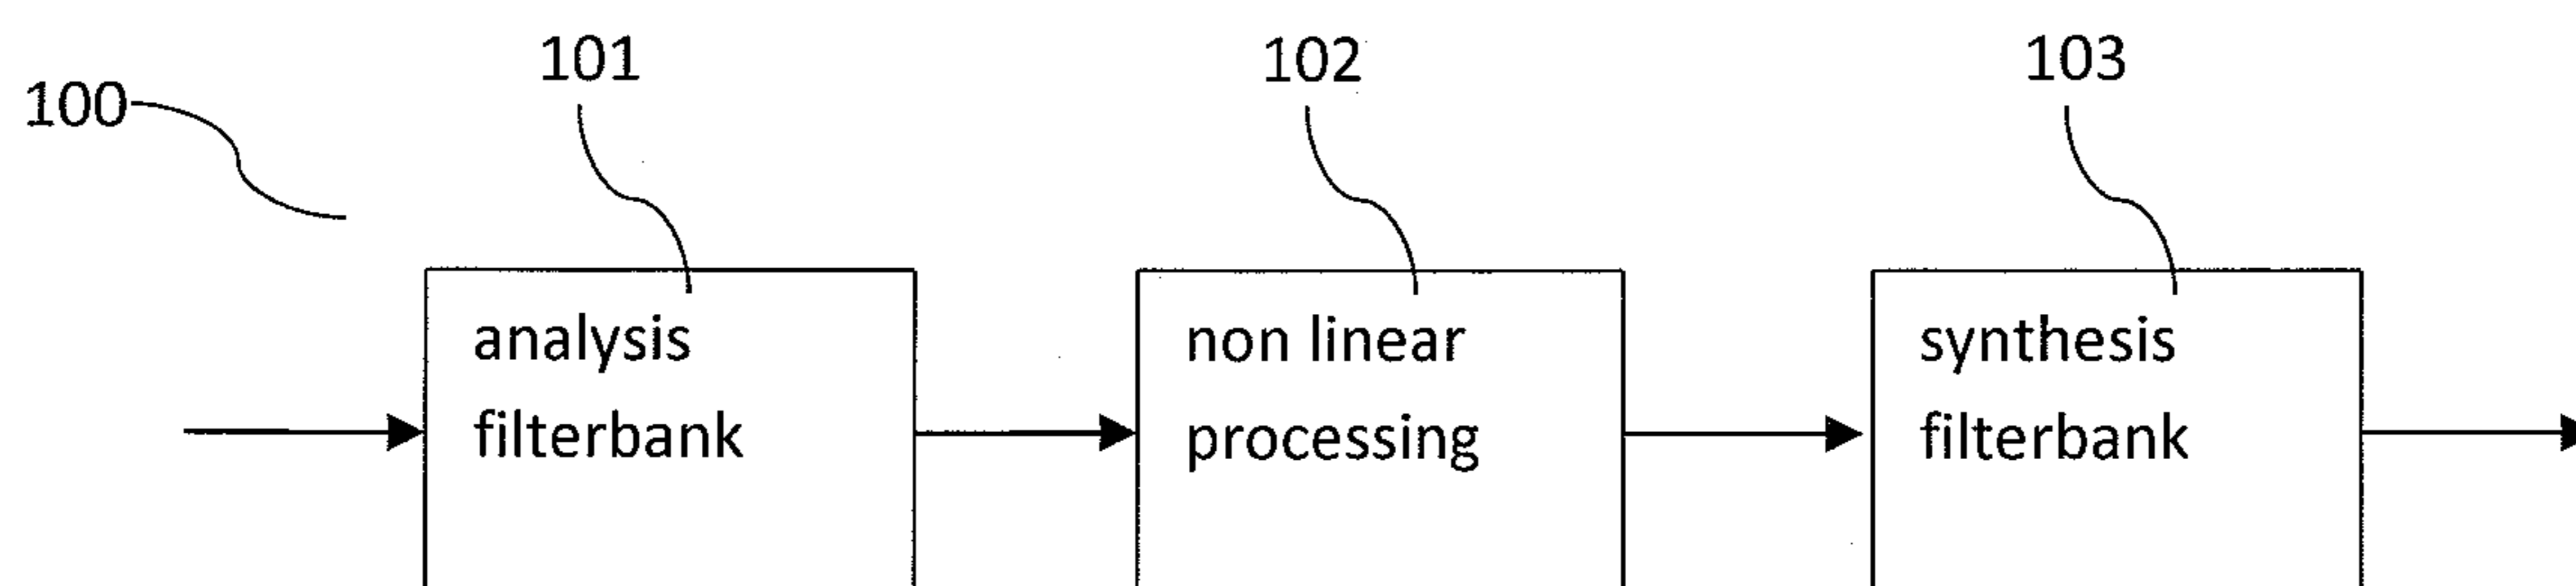 100
101
102
103
analysis
filterbank
non linear
processing
synthesis
filterbank